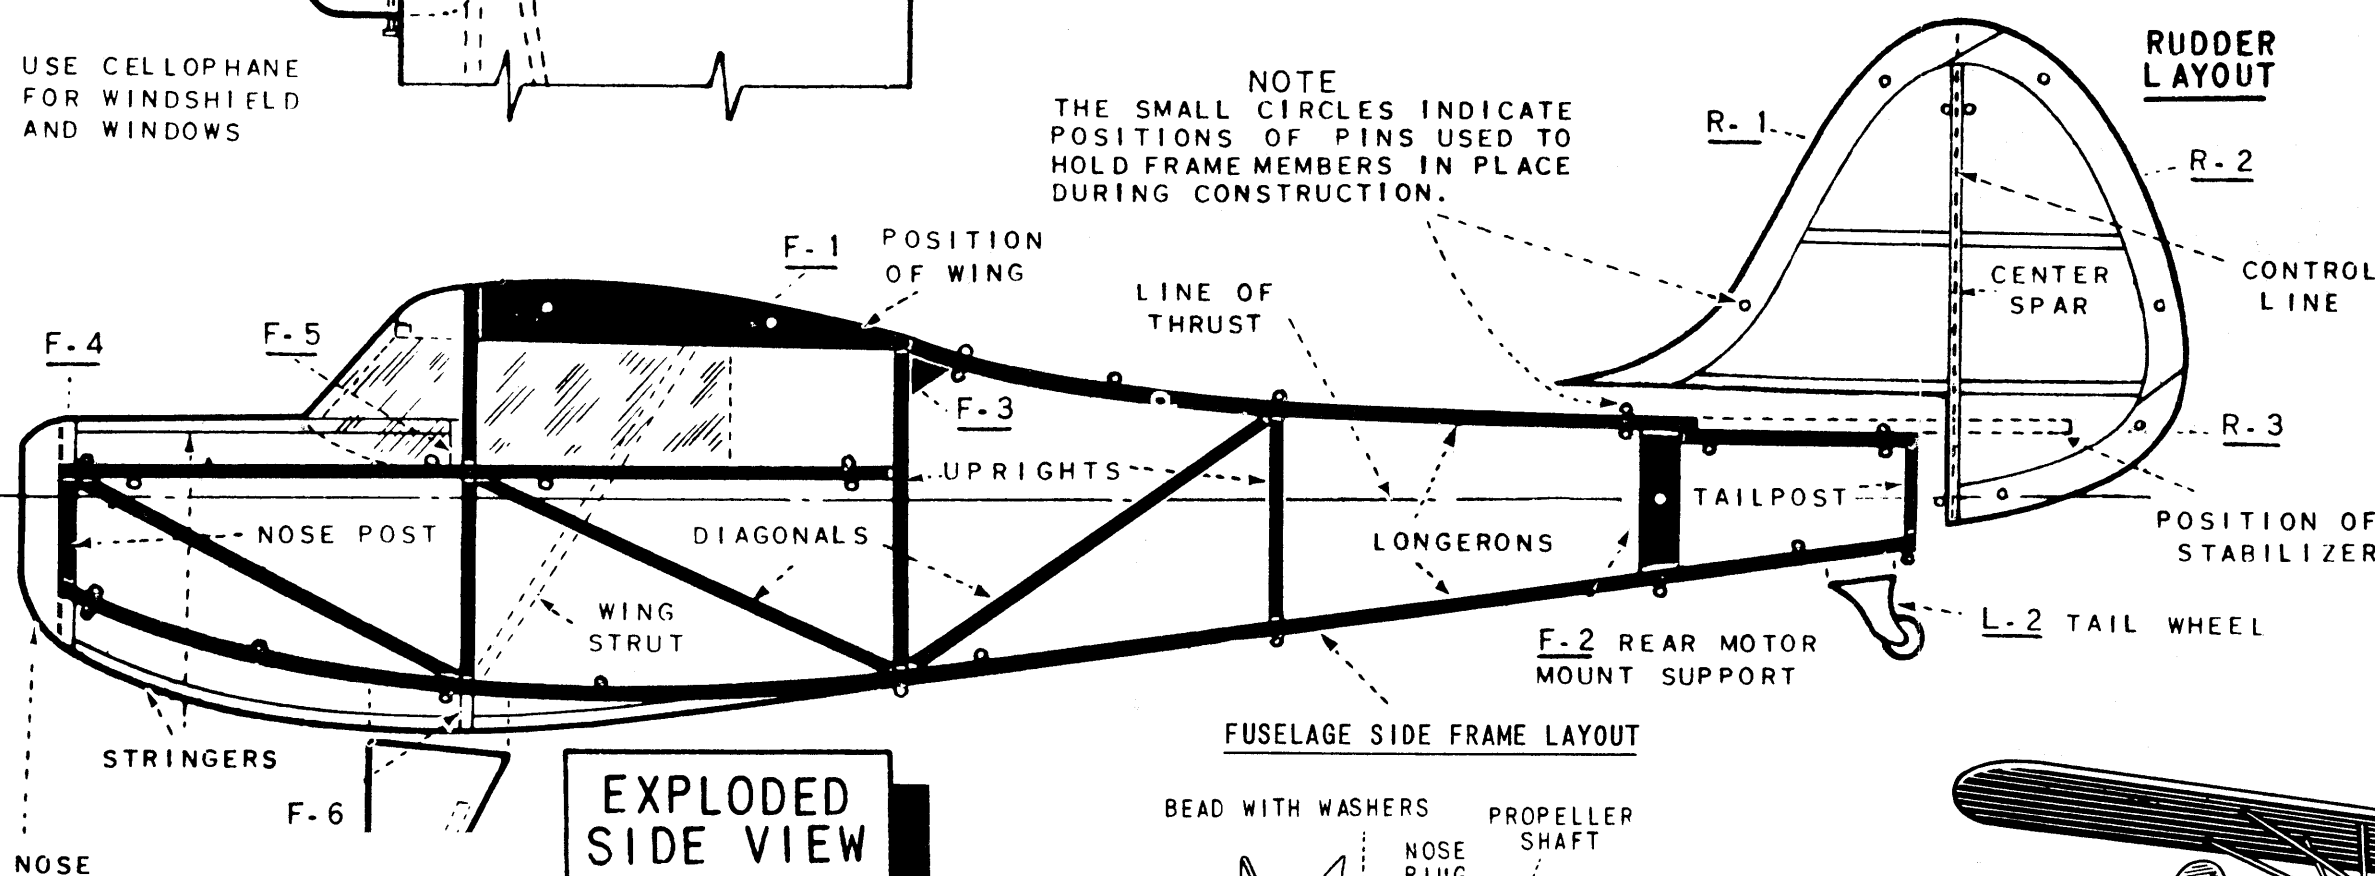 USE CELLOPHANE
FOR WINDSHIELD
AND WINDOWS
NOTE
THE SMALL CIRCLES INDICATE
POSITIONS OF PINS USED TO
HOLD FRAME MEMBERS IN PLACE
DURING CONSTRUCTION.
RUDDER
LAYOUT
R-1
R-2
CONTROL
LINE
CENTER
SPAR
R-3
POSITION OF
STABILIZER
F-1
POSITION
OF WING
LINE OF
THRUST
F-4
F-5
F-3
UPRIGHTS
TAILPOST
NOSE POST
DIAGONALS
LONGERONS
WING
STRUT
F-2 REAR MOTOR
MOUNT SUPPORT
L-2 TAIL WHEEL
STRINGERS
FUSELAGE SIDE FRAME LAYOUT
F-6
EXPLODED
SIDE VIEW
NOSE
BEAD WITH WASHERS
PROPELLER
SHAFT
NOSE